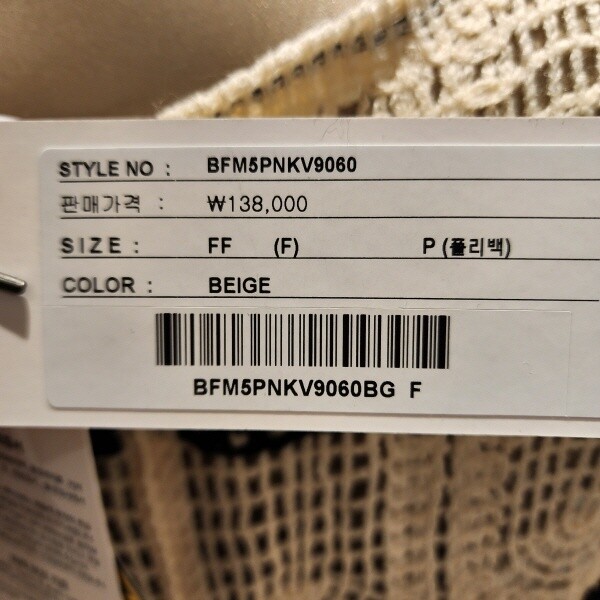 STYLE NO : BFM5PNKV9060
판매가격 : ₩138,000
SIZE : FF (F) P (폴리백)
COLOR : BEIGE
BFM5PNKV9060BG F